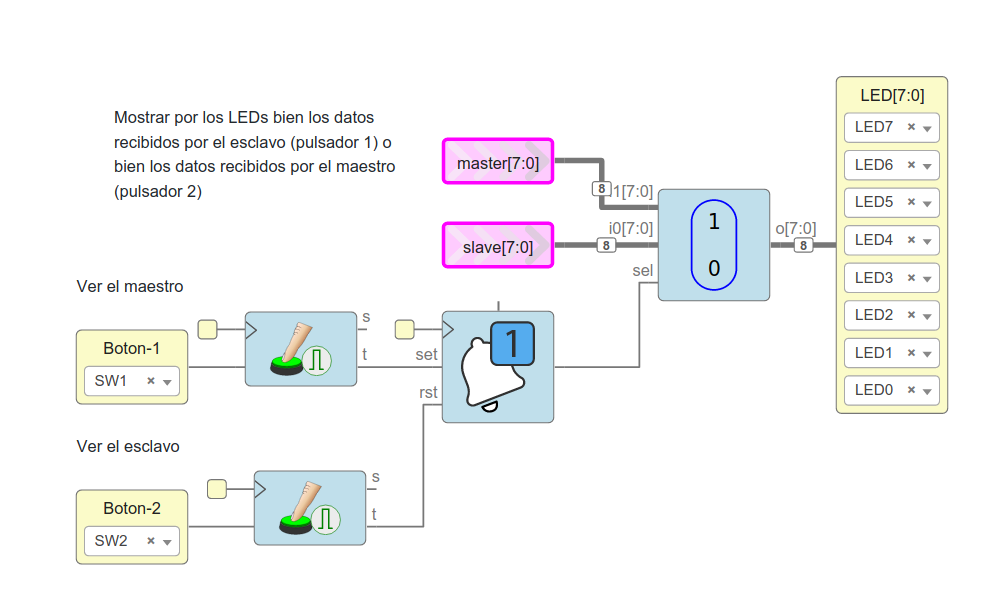 Mostrar por los LEDs bien los datos
recibidos por el esclavo (pulsador 1) o
bien los datos recibidos por el maestro
(pulsador 2)
master[7:0]
8
i1[7:0]
slave[7:0]
8
i0[7:0]
sel
1
0
o[7:0]
8
LED[7:0]
LED7
LED6
LED5
LED4
LED3
LED2
LED1
LED0
Ver el maestro
Boton-1
SW1
s
t
set
rst
1
Ver el esclavo
Boton-2
SW2
s
t